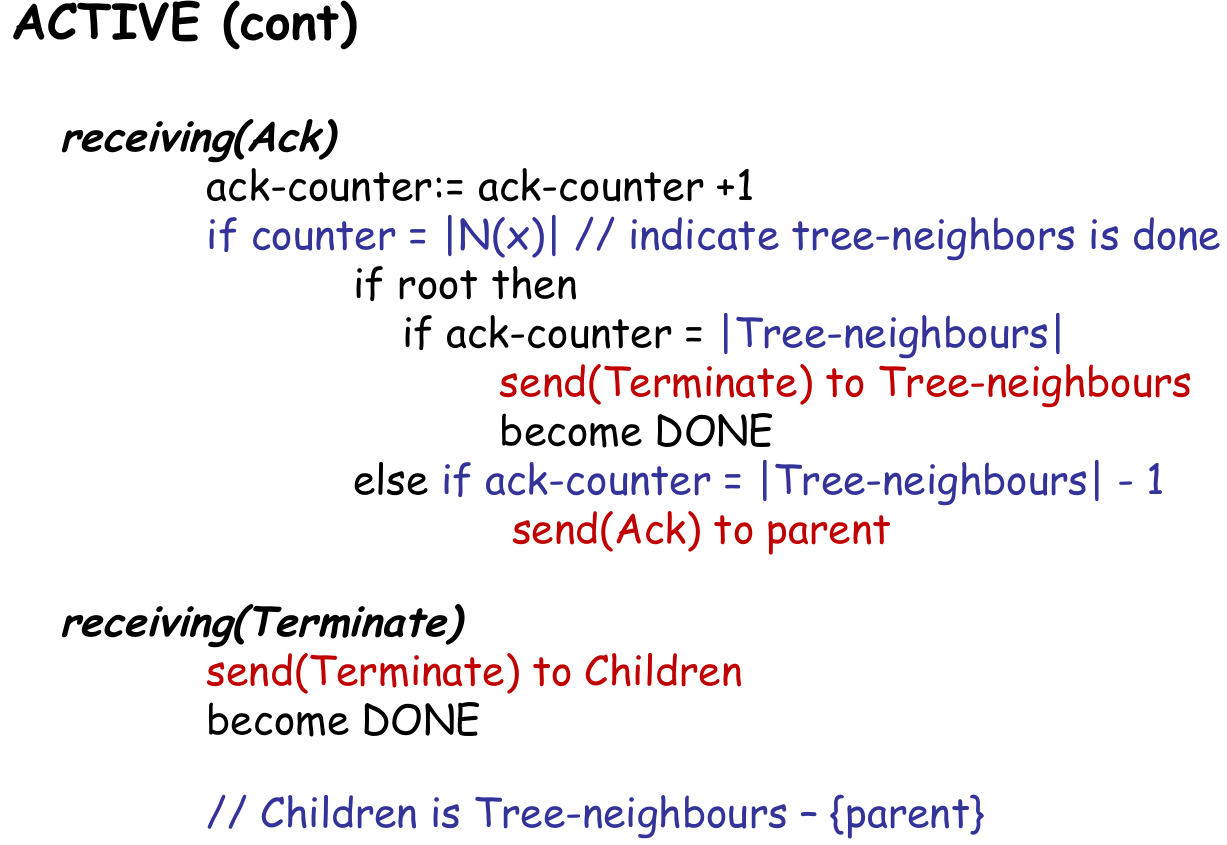 ACTIVE (cont)
receiving(Ack)
ack-counter:= ack-counter +1
if counter = |N(x)| // indicate tree-neighbors is done
if root then
if ack-counter = |Tree-neighbours|
send(Terminate) to Tree-neighbours
become DONE
else if ack-counter = |Tree-neighbours| - 1
send(Ack) to parent
receiving(Terminate)
send(Terminate) to Children
become DONE
// Children is Tree-neighbours – {parent}